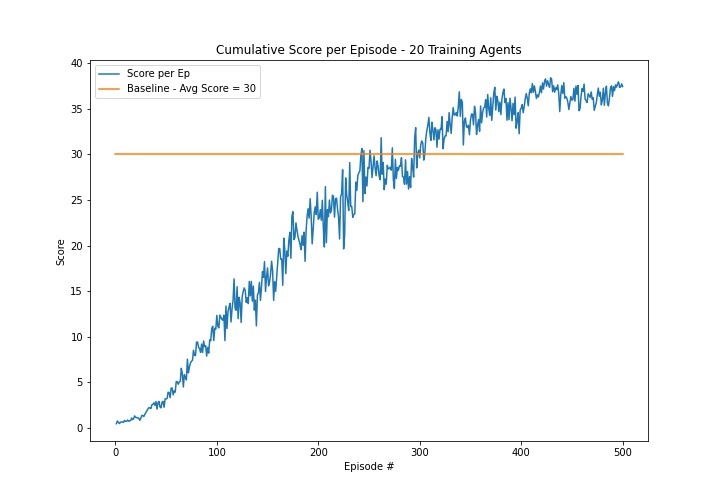 Cumulative Score per Episode - 20 Training Agents
Score per Ep
Baseline - Avg Score = 30
40
35
30
25
20
15
10
5
0
Score
0 100 200 300 400 500
Episode #